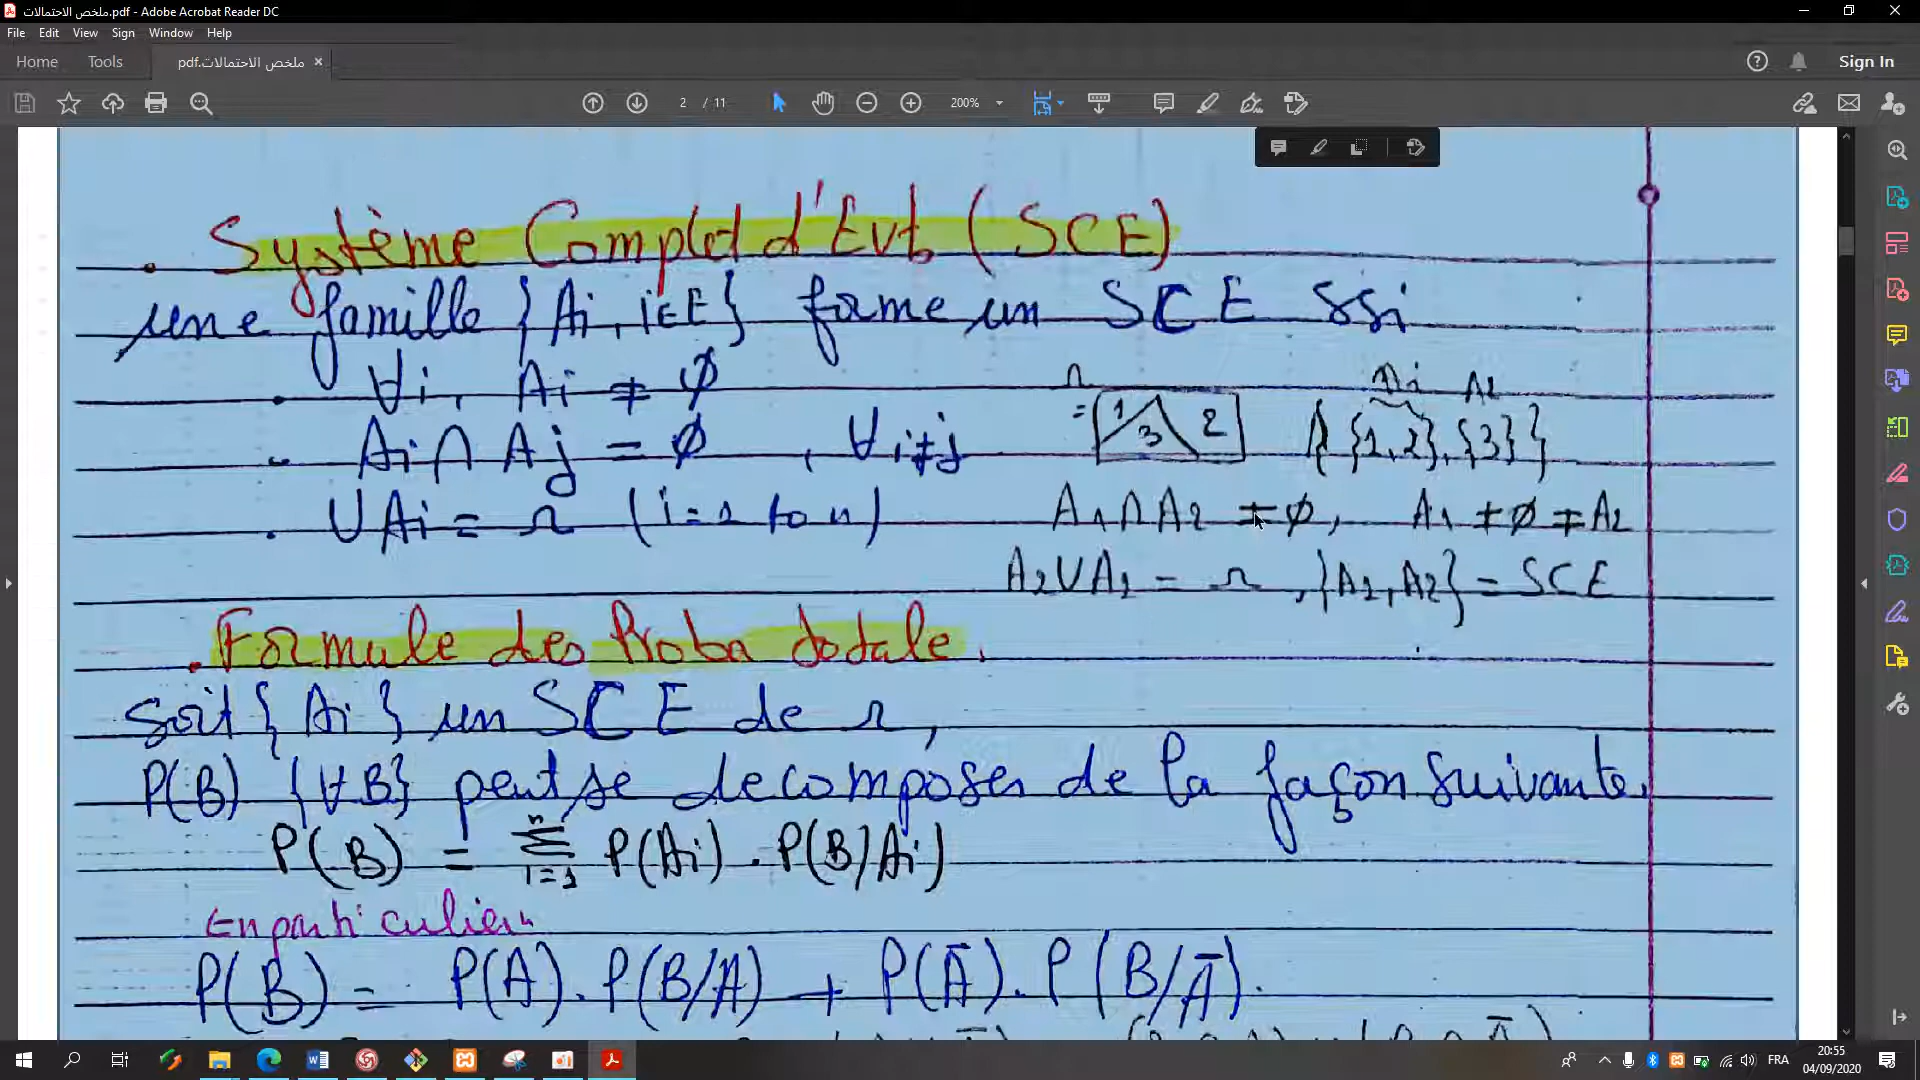 ملخص الاحتمالات.pdf - Adobe Acrobat Reader DC
File Edit View Sign Window Help
Home Tools ملخص الاحتمالات.pdf × Sign In
2 / 11 200%
. Système Complet d'Evt (SCE)
une famille {Ai, i∈E} forme un SCE SSi
. ∀i, Ai ≠ ∅
. Ai ∩ Aj = ∅ , ∀i≠j
. ∪Ai = Ω (i=1 to n)
Ω
= 1 3 2
A1 A2
{{1,2},{3}}
A1∩A2 = ∅, A1 ≠ ∅ ≠ A2
A2∪A1 = Ω, {A1, A2} = SCE
. Formule des Proba totale.
soit {Ai} un SCE de Ω,
P(B) {∀B} peut se decomposer de la façon suivante.
P(B) = n Σ i=1 P(Ai) . P(B/Ai)
En particulier
P(B) = P(A). P(B/A) + P(Ā). P(B/Ā).
FRA
20:55
04/09/2020